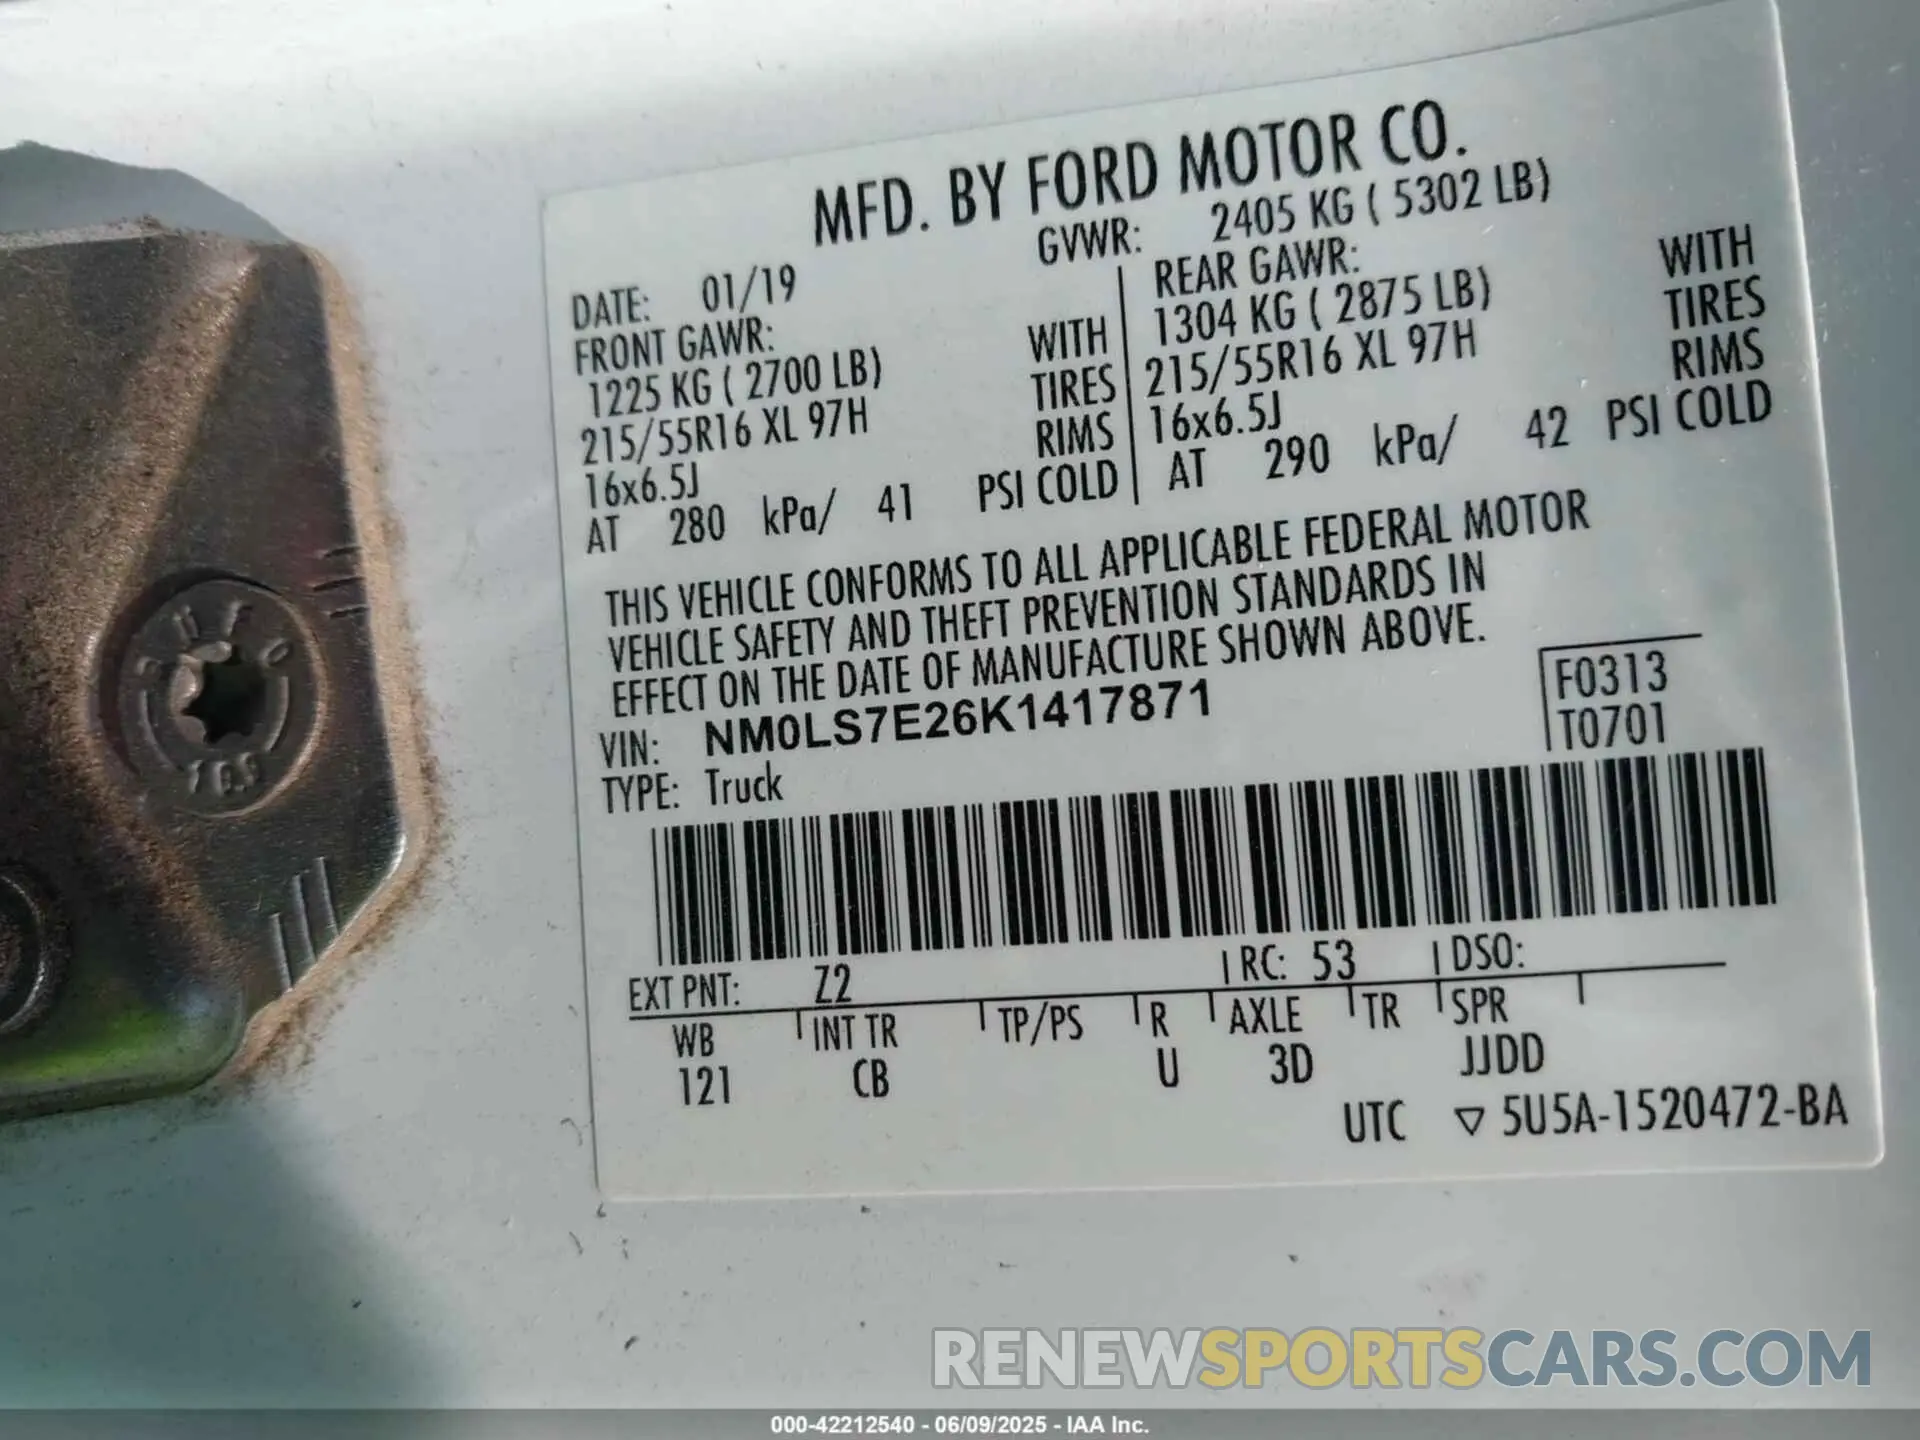 MFD. BY FORD MOTOR CO.
DATE: 01/19 GVWR: 2405 KG ( 5302 LB)
FRONT GAWR:
1225 KG ( 2700 LB) WITH
215/55R16 XL 97H TIRES
16x6.5J RIMS
AT 280 kPa/ 41 PSI COLD
REAR GAWR:
1304 KG ( 2875 LB) WITH
215/55R16 XL 97H TIRES
16x6.5J RIMS
AT 290 kPa/ 42 PSI COLD
THIS VEHICLE CONFORMS TO ALL APPLICABLE FEDERAL MOTOR
VEHICLE SAFETY AND THEFT PREVENTION STANDARDS IN
EFFECT ON THE DATE OF MANUFACTURE SHOWN ABOVE.
VIN: NM0LS7E26K1417871
TYPE: Truck
F0313
T0701
EXT PNT: Z2 RC: 53 DSO:
WB INT TR TP/PS R AXLE TR SPR
121 CB U 3D JJDD
UTC ▽ 5U5A-1520472-BA
10.9
RENEWSPORTSCARS.COM
000-42212540 - 06/09/2025 - IAA Inc.